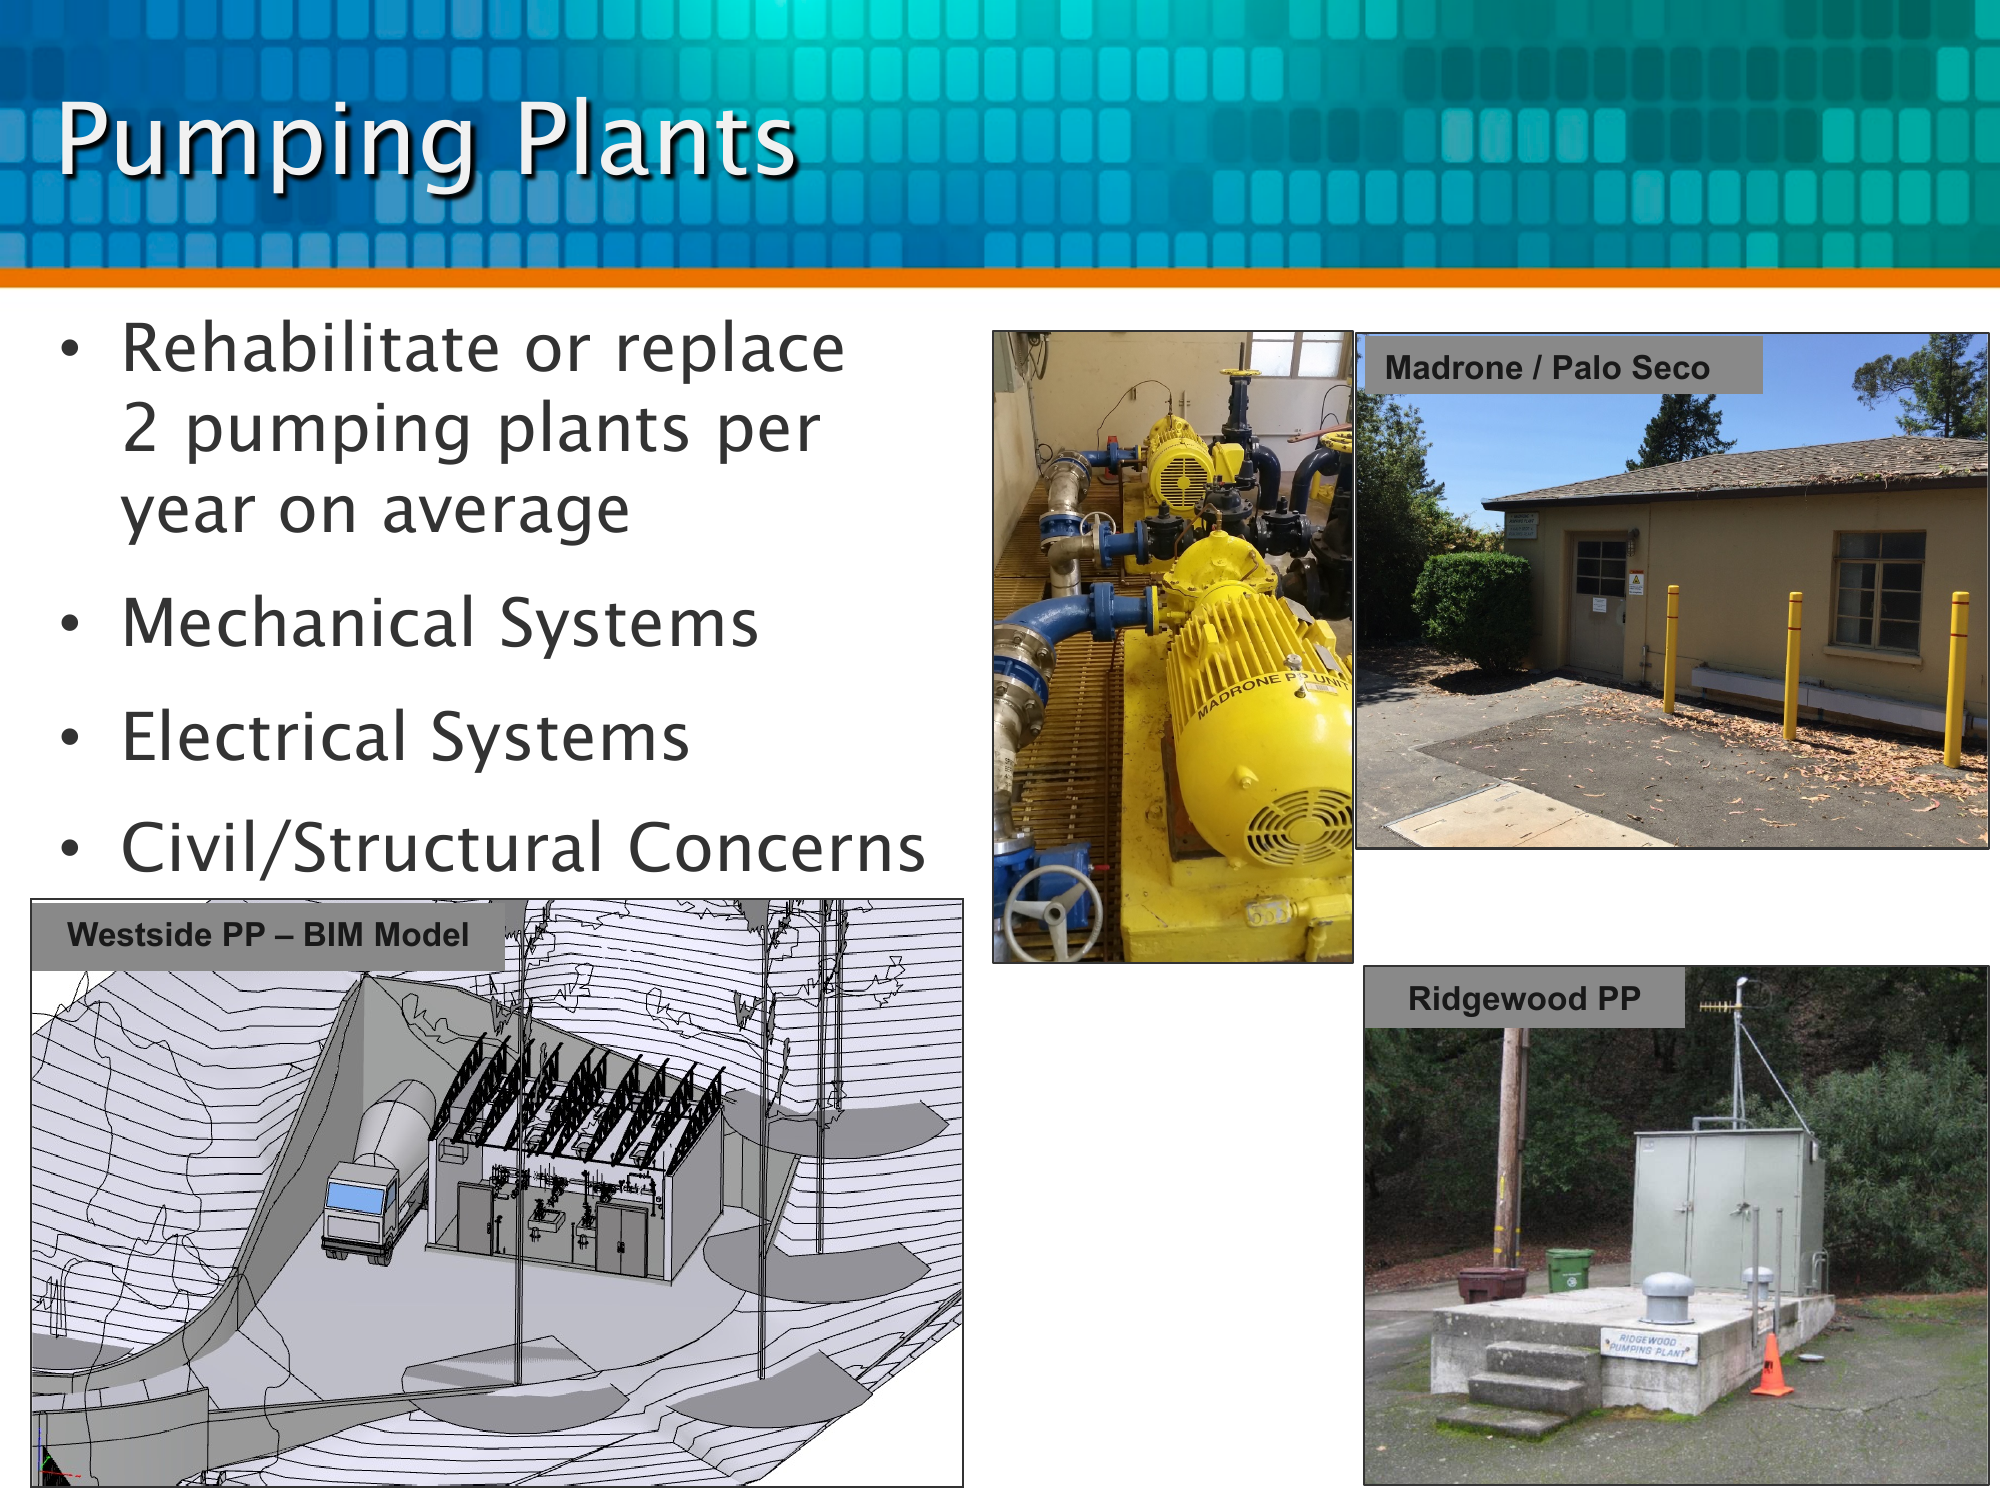 Pumping Plants
• Rehabilitate or replace
2 pumping plants per
year on average
• Mechanical Systems
• Electrical Systems
• Civil/Structural Concerns
Madrone / Palo Seco
MADRONE PP UNIT
Westside PP – BIM Model
Ridgewood PP
RIDGEWOOD
PUMPING PLANT